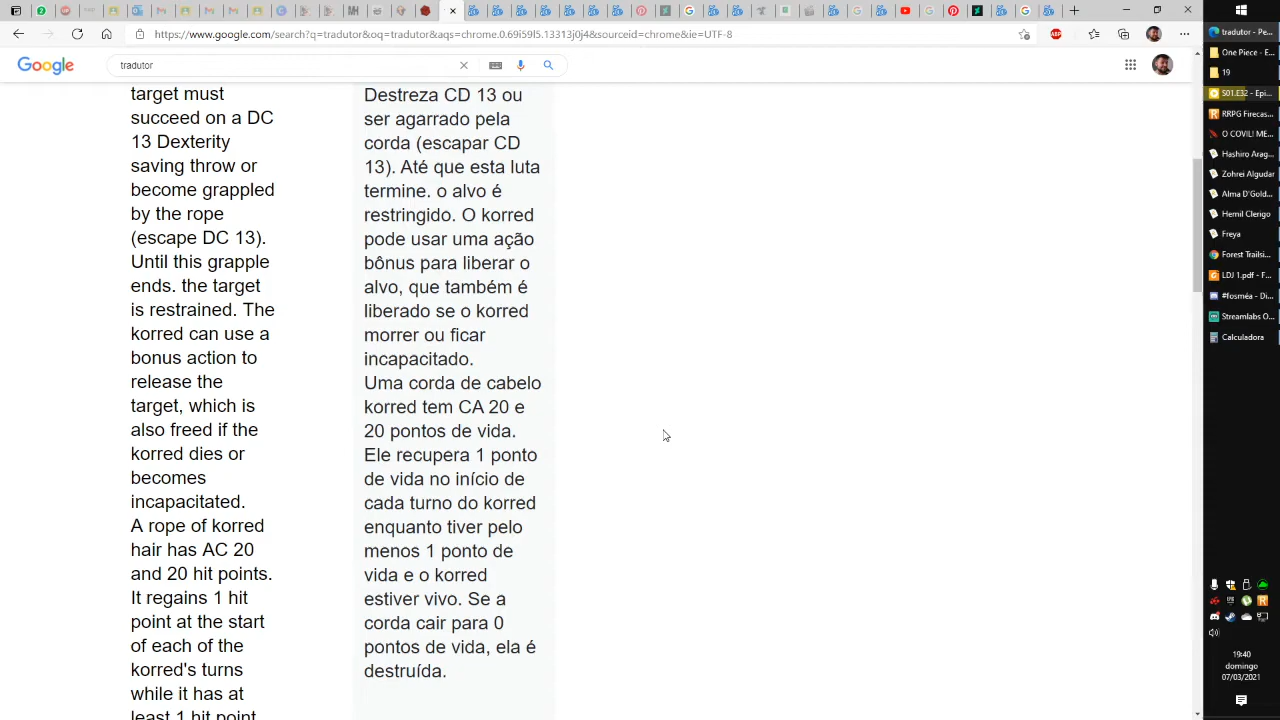 https://www.google.com/search?q=tradutor&oq=tradutor&aqs=chrome.0.69i59l5.13313j0j4&sourceid=chrome&ie=UTF-8
Google
tradutor
target must
succeed on a DC
13 Dexterity
saving throw or
become grappled
by the rope
(escape DC 13).
Until this grapple
ends. the target
is restrained. The
korred can use a
bonus action to
release the
target, which is
also freed if the
korred dies or
becomes
incapacitated.
A rope of korred
hair has AC 20
and 20 hit points.
It regains 1 hit
point at the start
of each of the
korred's turns
while it has at
least 1 hit point
Destreza CD 13 ou
ser agarrado pela
corda (escapar CD
13). Até que esta luta
termine. o alvo é
restringido. O korred
pode usar uma ação
bônus para liberar o
alvo, que também é
liberado se o korred
morrer ou ficar
incapacitado.
Uma corda de cabelo
korred tem CA 20 e
20 pontos de vida.
Ele recupera 1 ponto
de vida no início de
cada turno do korred
enquanto tiver pelo
menos 1 ponto de
vida e o korred
estiver vivo. Se a
corda cair para 0
pontos de vida, ela é
destruída.
tradutor - Pe...
One Piece - E...
19
S01.E32 - Epi...
RRPG Firecas...
O COVIL! ME...
Hashiro Arag...
Zohrei Algudar
Alma D'Gold...
Hemil Clerigo
Freya
Forest Trailsi...
LDJ 1.pdf - F...
#fosméa - Di...
Streamlabs O...
Calculadora
19:40
domingo
07/03/2021